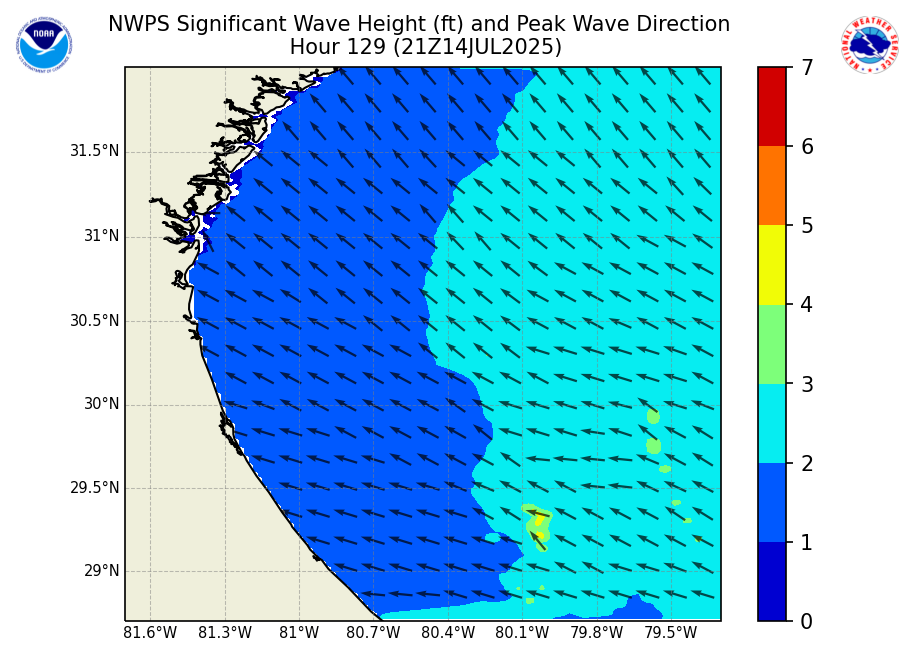 NWPS Significant Wave Height (ft) and Peak Wave Direction
Hour 129 (21Z14JUL2025)
NOAA
NATIONAL WEATHER SERVICE
31.5°N
31°N
30.5°N
30°N
29.5°N
29°N
81.6°W 81.3°W 81°W 80.7°W 80.4°W 80.1°W 79.8°W 79.5°W
7
6
5
4
3
2
1
0